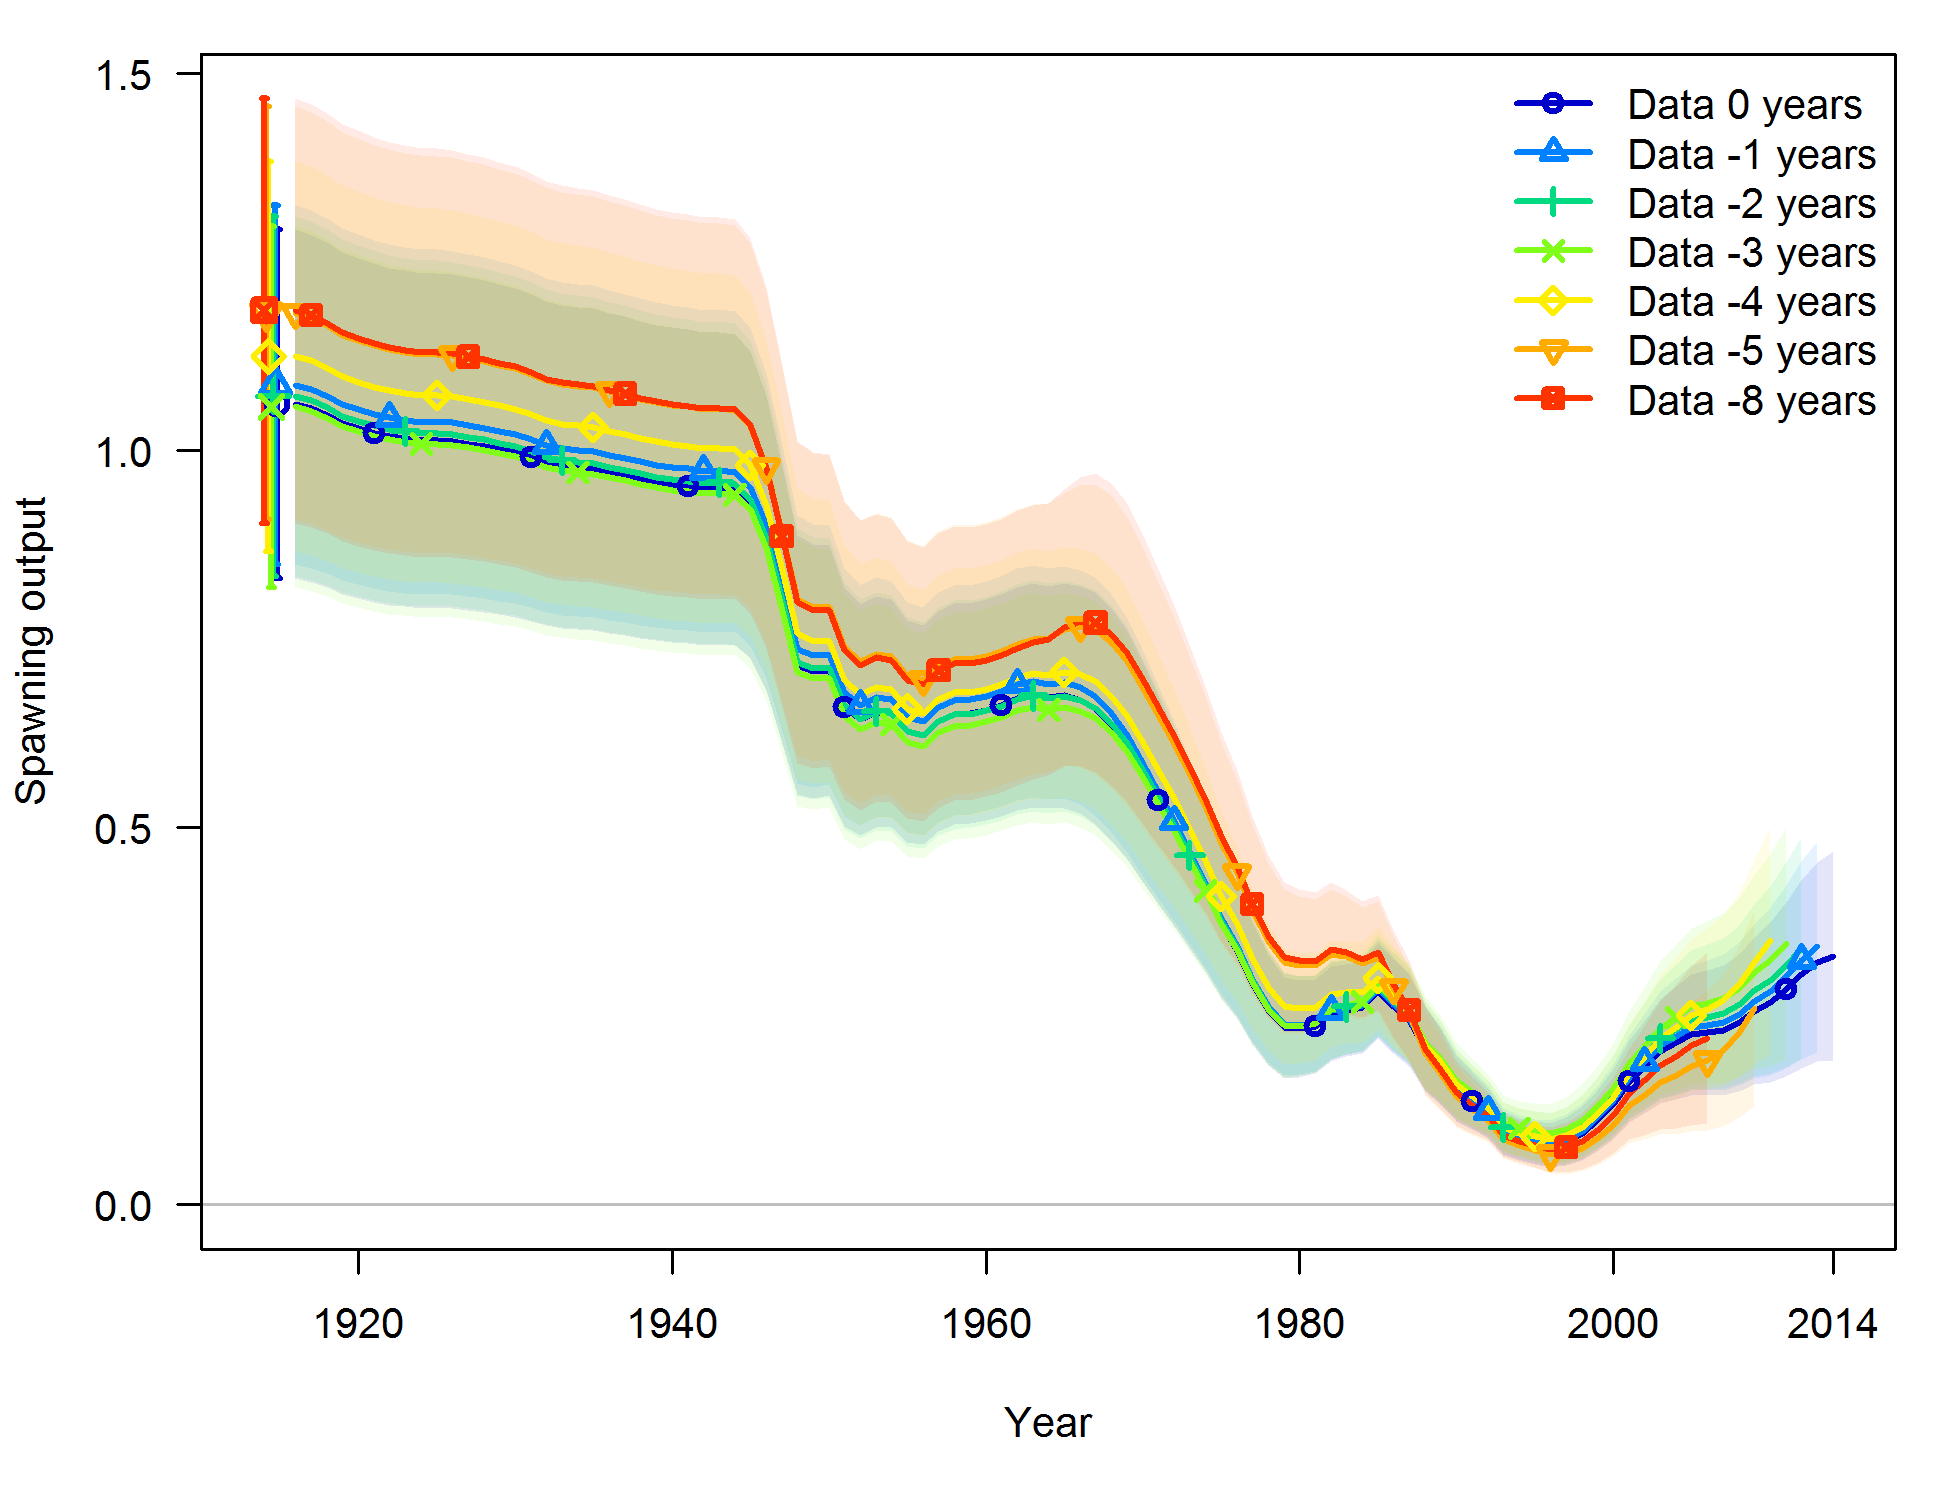 1.5
1.0
0.5
0.0
Spawning output
Data 0 years
Data -1 years
Data -2 years
Data -3 years
Data -4 years
Data -5 years
Data -8 years
1920 1940 1960 1980 2000 2014
Year